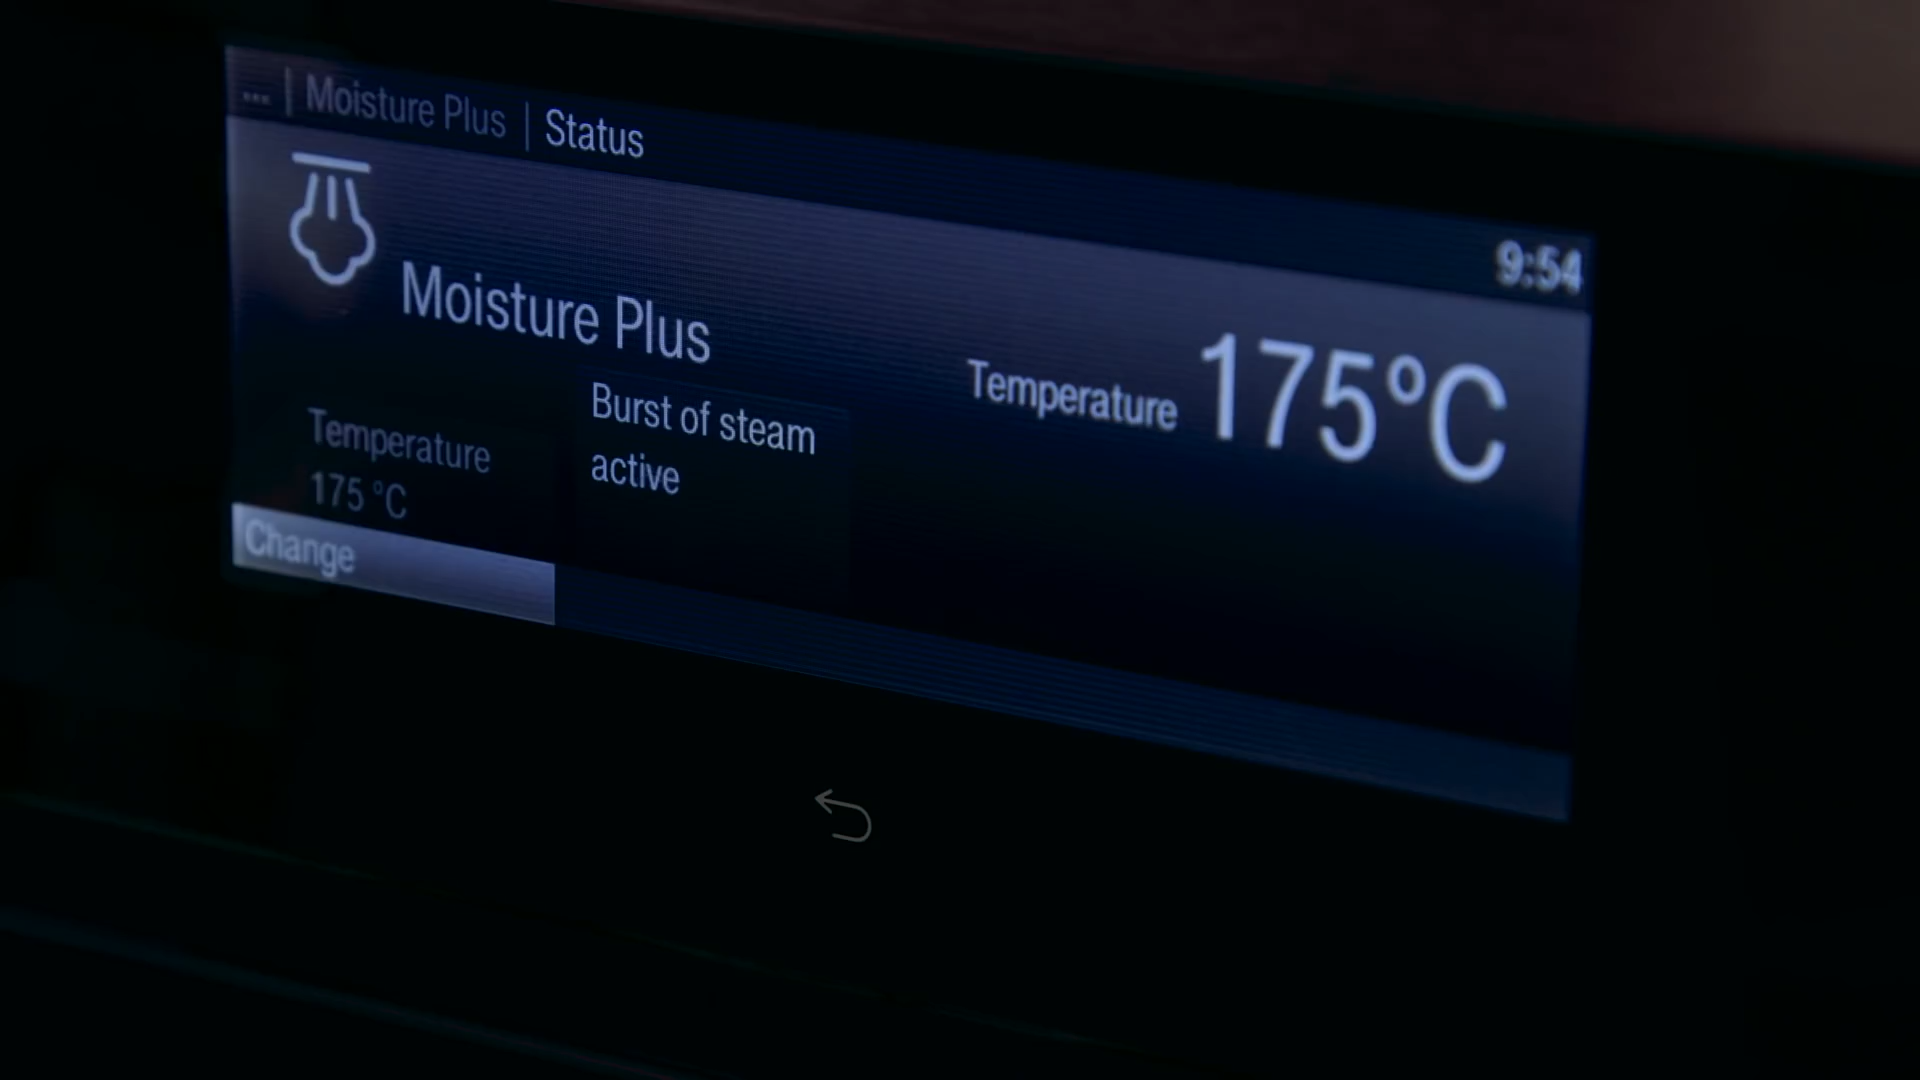 ... | Moisture Plus | Status
9:54
Moisture Plus
Temperature 175°C
Temperature
175 °C
Burst of steam
active
Change